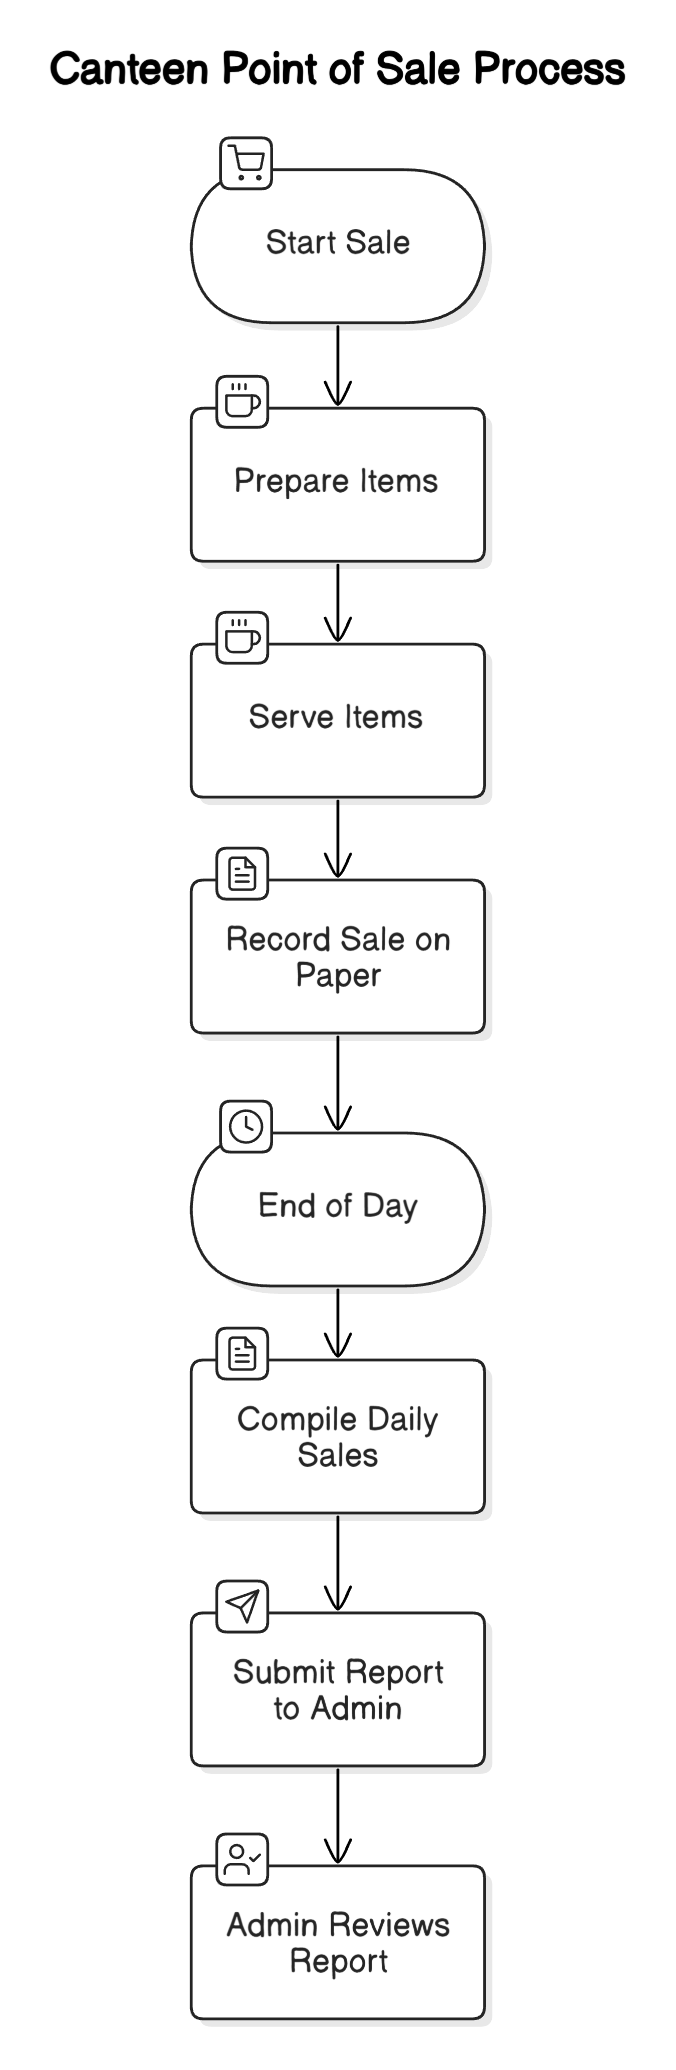 Canteen Point of Sale Process
Start Sale
Prepare Items
Serve Items
Record Sale on
Paper
End of Day
Compile Daily
Sales
Submit Report
to Admin
Admin Reviews
Report